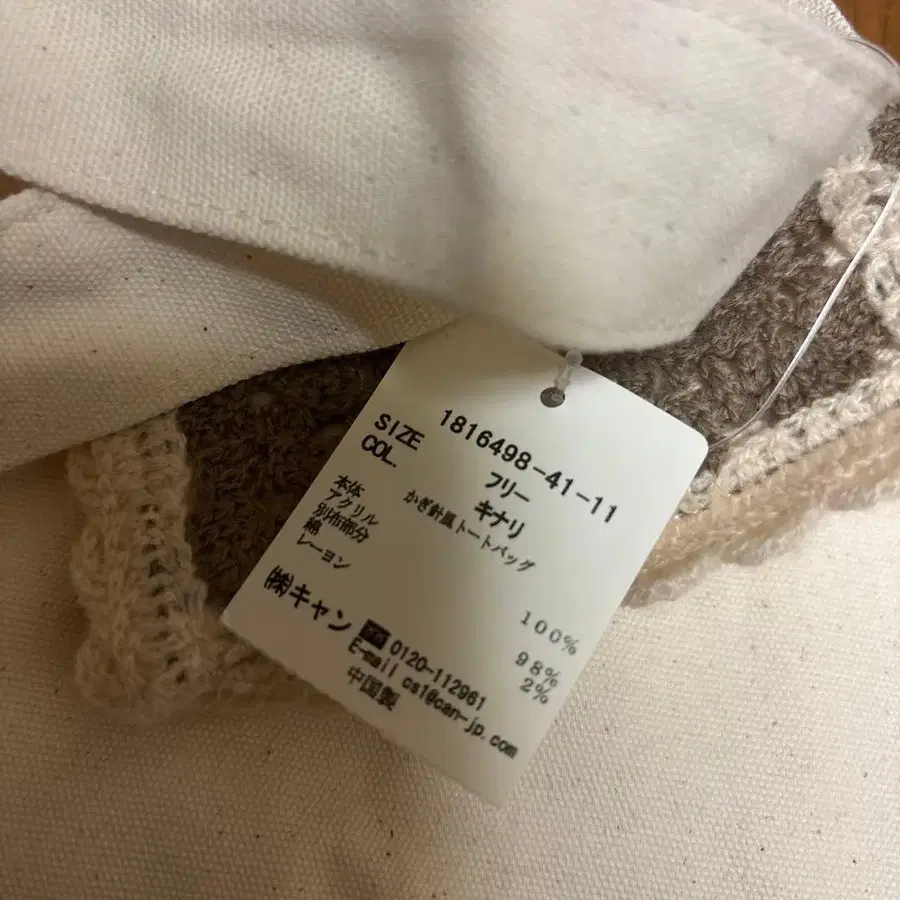 1816498-41-11
SIZE フリー
COL. キナリ
かぎ針風トートバッグ
本体
アクリル 100%
別布部分
綿 98%
レーヨン 2%
㈱キャン 0120-112961
E-mail cs1@can-jp.com
中国製